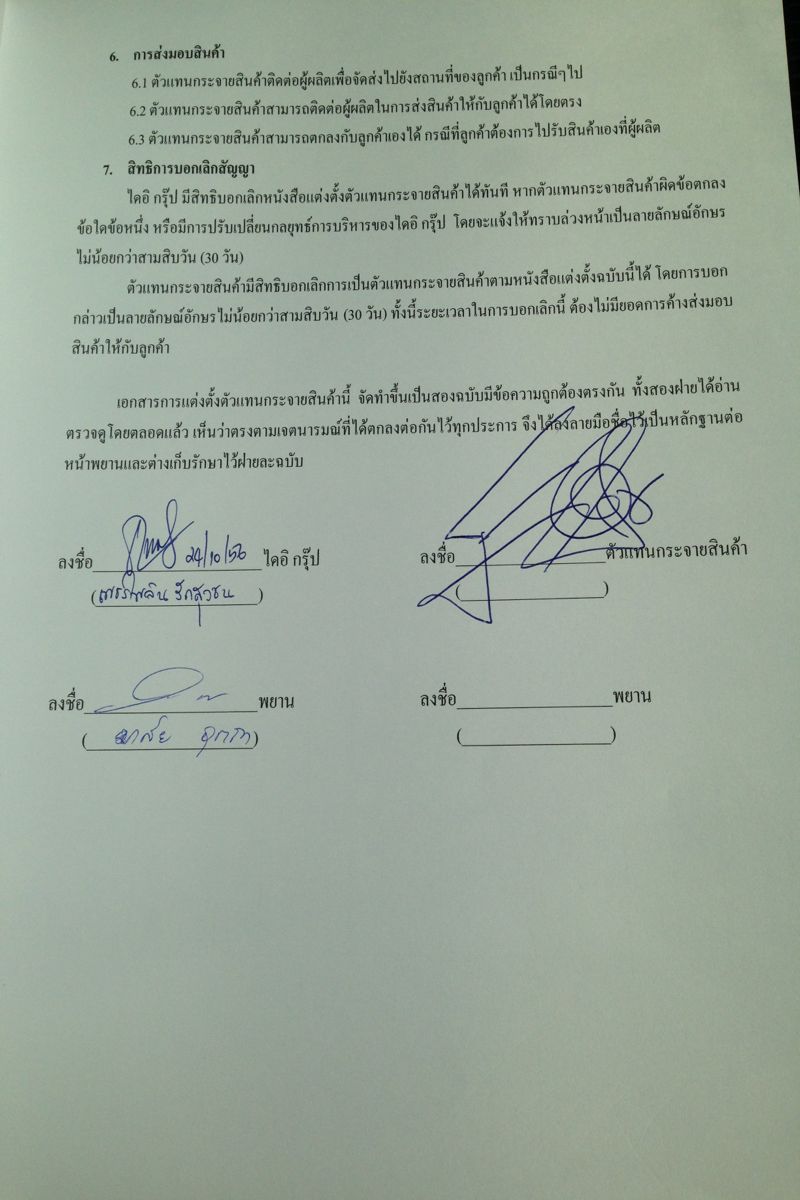 6. การส่งมอบสินค้า
6.1 ตัวแทนกระจายสินค้าติดต่อผู้ผลิตเพื่อจัดส่งไปยังสถานที่ของลูกค้า เป็นกรณีๆไป
6.2 ตัวแทนกระจายสินค้าสามารถติดต่อผู้ผลิตในการส่งสินค้าให้กับลูกค้าได้โดยตรง
6.3 ตัวแทนกระจายสินค้าสามารถตกลงกับลูกค้าเองได้ กรณีที่ลูกค้าต้องการไปรับสินค้าเองที่ผู้ผลิต
7. สิทธิการบอกเลิกสัญญา
ไดอิ กรุ๊ป มีสิทธิบอกเลิกหนังสือแต่งตั้งตัวแทนกระจายสินค้าได้ทันที หากตัวแทนกระจายสินค้าผิดข้อตกลง
ข้อใดข้อหนึ่ง หรือมีการปรับเปลี่ยนกลยุทธ์การบริหารของไดอิ กรุ๊ป โดยจะแจ้งให้ทราบล่วงหน้าเป็นลายลักษณ์อักษร
ไม่น้อยกว่าสามสิบวัน (30 วัน)
ตัวแทนกระจายสินค้ามีสิทธิบอกเลิกการเป็นตัวแทนกระจายสินค้าตามหนังสือแต่งตั้งฉบับนี้ได้ โดยการบอก
กล่าวเป็นลายลักษณ์อักษรไม่น้อยกว่าสามสิบวัน (30 วัน) ทั้งนี้ระยะเวลาในการบอกเลิกนี้ ต้องไม่มียอดการค้างส่งมอบ
สินค้าให้กับลูกค้า
เอกสารการแต่งตั้งตัวแทนกระจายสินค้านี้ จัดทำขึ้นเป็นสองฉบับมีข้อความถูกต้องตรงกัน ทั้งสองฝ่ายได้อ่าน
ตรวจดูโดยตลอดแล้ว เห็นว่าตรงตามเจตนารมณ์ที่ได้ตกลงต่อกันไว้ทุกประการ จึงได้ลงลายมือชื่อไว้เป็นหลักฐานต่อ
หน้าพยานและต่างเก็บรักษาไว้ฝ่ายละฉบับ
ลงชื่อ 24/10/56 ไดอิ กรุ๊ป
ลงชื่อ ตัวแทนกระจายสินค้า
ลงชื่อ พยาน
ลงชื่อ พยาน